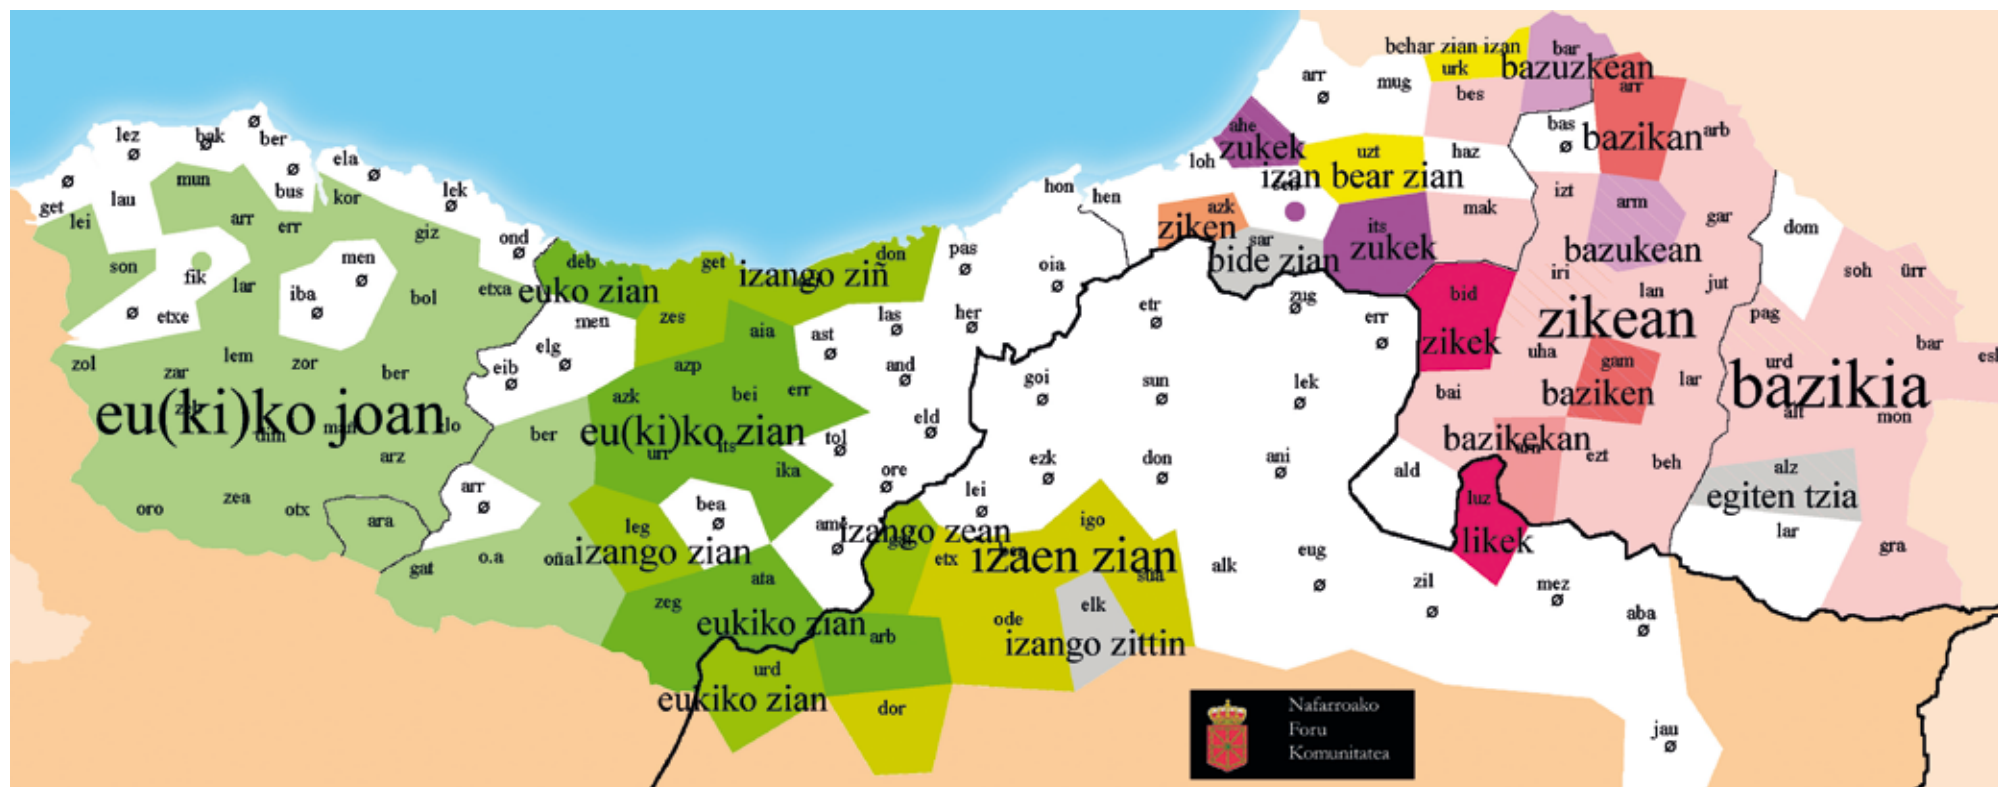 behar zian izan
bar
urk
bazuzkean
arr
mug
bes
arr
lez
bak
ber
ahe
zukek
bas
bazikan
arb
ela
loh
uzt
haz
izan bear zian
mun
bus
kor
lek
hon
hen
izt
get
lau
azk
mak
arm
gar
lei
arr
err
giz
ond
ziken
sar
its
zukek
dom
pas
bazukean
son
fik
men
deb
get
izango zin
don
oia
bide zian
iri
soh
ürr
lar
iba
bol
etxa
euko zian
zug
bid
lan
jut
etxe
men
zes
aia
las
her
etr
err
zikean
pag
zol
lem
zor
elg
ast
zikek
uha
gam
urd
bar
zar
ber
eib
azp
and
goi
sun
lek
baziken
lar
bazikia
azk
bei
err
bai
eu(ki)ko joan
eld
alt
mon
ber
eu(ki)ko zian
its
urr
tol
bazikekan
arz
ika
ore
ezk
don
ani
ald
ezt
beh
alz
oro
zea
otx
arr
lei
luz
egiten tzia
ara
leg
bea
igo
izango zean
likek
lar
gat
o.a
oña
izango zian
etx
izaen zian
alk
eug
gra
zeg
ata
zil
mez
elk
ode
eukiko zian
arb
izango zittin
aba
urd
eukiko zian
dor
Nafarroako
Foru
Komunitatea
jau